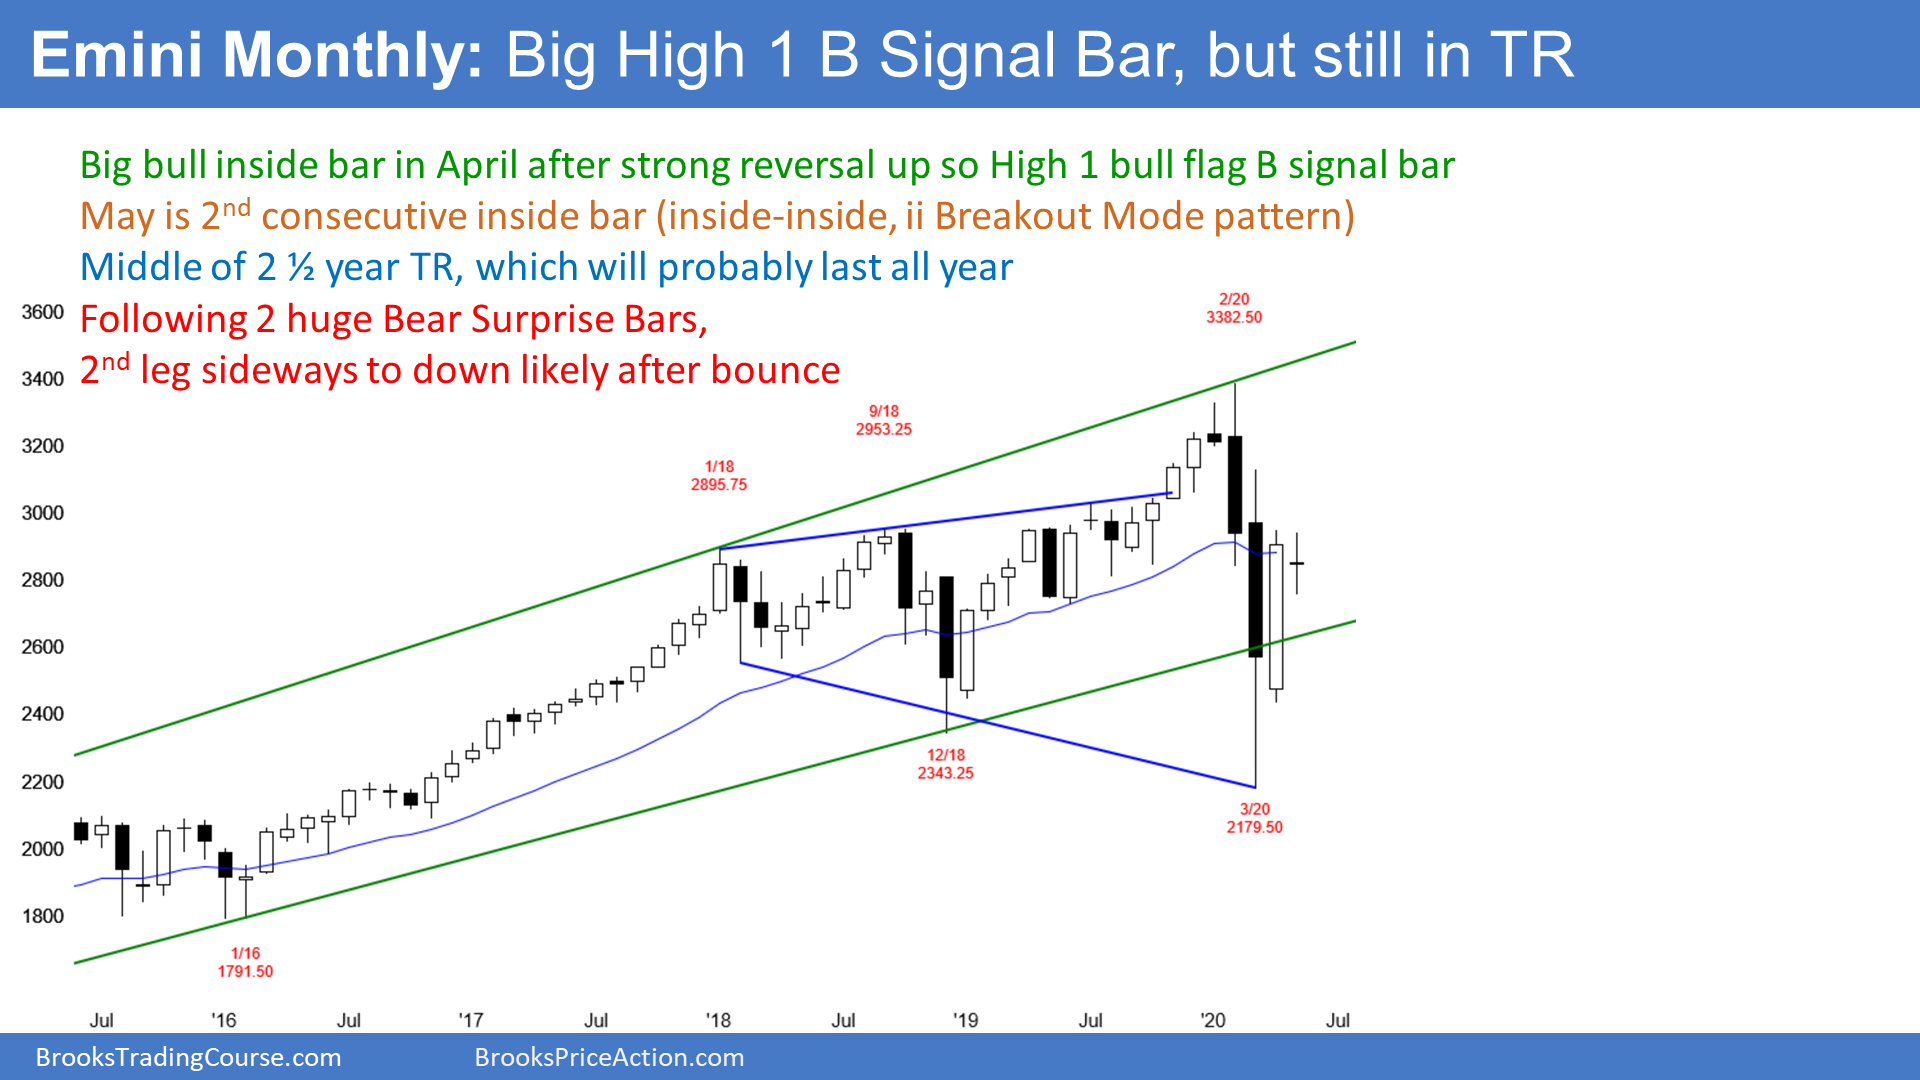 Emini Monthly: Big High 1 B Signal Bar, but still in TR
Big bull inside bar in April after strong reversal up so High 1 bull flag B signal bar
May is 2nd consecutive inside bar (inside-inside, ii Breakout Mode pattern)
Middle of 2 ½ year TR, which will probably last all year
Following 2 huge Bear Surprise Bars,
2nd leg sideways to down likely after bounce
2/20
3382.50
9/18
2953.25
1/18
2895.75
12/18
2343.25
3/20
2179.50
1/16
1791.50
3600
3400
3200
3000
2800
2600
2400
2200
2000
1800
Jul '16 Jul '17 Jul '18 Jul '19 Jul '20 Jul
BrooksTradingCourse.com BrooksPriceAction.com